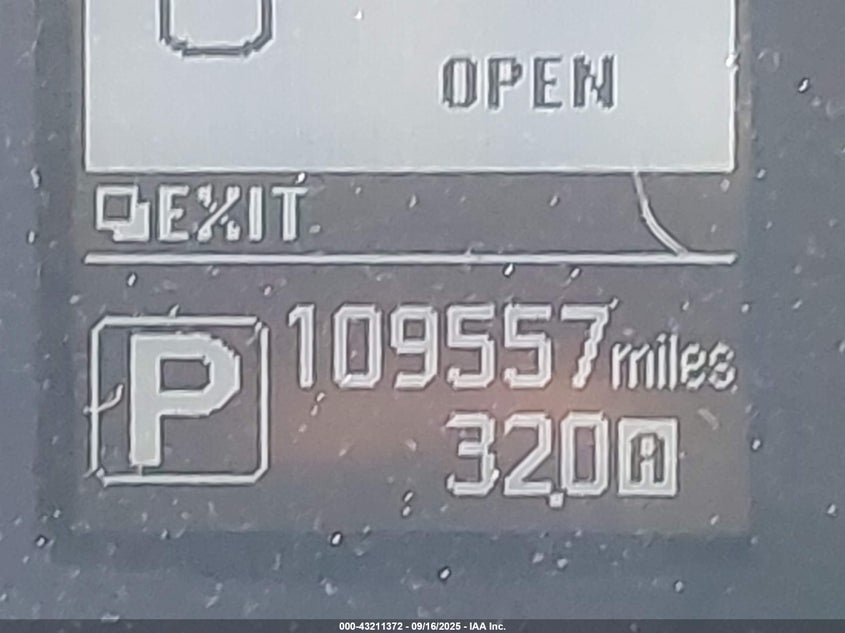 OPEN
EXIT
P
109557 miles
32.0 A
000-43211372 - 09/16/2025 - IAA Inc.